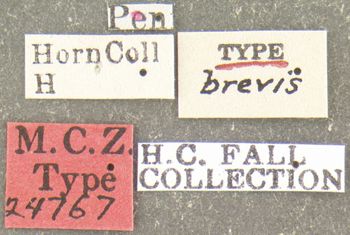 Pen
Horn Coll
H
TYPE
brevis
M.C.Z.
Type
24767
H.C. FALL
COLLECTION